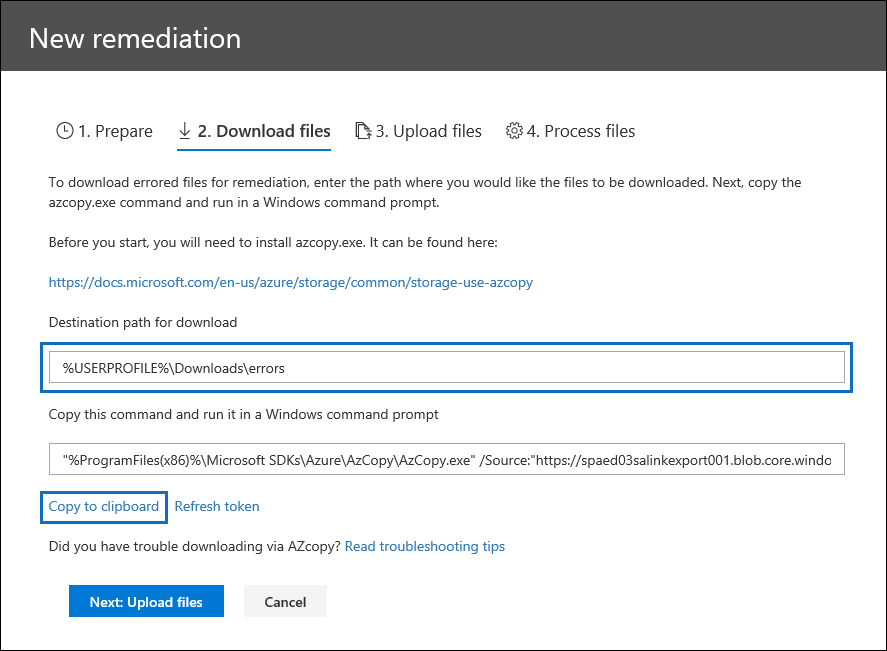 New remediation
1. Prepare 2. Download files 3. Upload files 4. Process files
To download errored files for remediation, enter the path where you would like the files to be downloaded. Next, copy the
azcopy.exe command and run in a Windows command prompt.
Before you start, you will need to install azcopy.exe. It can be found here:
https://docs.microsoft.com/en-us/azure/storage/common/storage-use-azcopy
Destination path for download
%USERPROFILE%\Downloads\errors
Copy this command and run it in a Windows command prompt
"%ProgramFiles(x86)%\Microsoft SDKs\Azure\AzCopy\AzCopy.exe" /Source:"https://spaed03salinkexport001.blob.core.windo
Copy to clipboard Refresh token
Did you have trouble downloading via AZcopy? Read troubleshooting tips
Next: Upload files Cancel